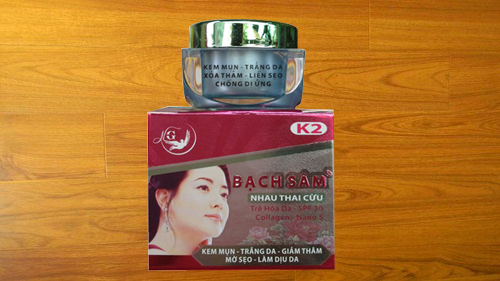 KEM MỤN - TRẮNG DA
XÓA THÂM - LIỀN SẸO
CHỐNG DỊ ỨNG
G
K2
BẠCH SÂM
NHAU THAI CỪU
Trẻ Hóa Da - SPF 30
Collagen - Nano S
KEM MỤN - TRẮNG DA - GIẢM THÂM
MỜ SẸO - LÀM DỊU DA